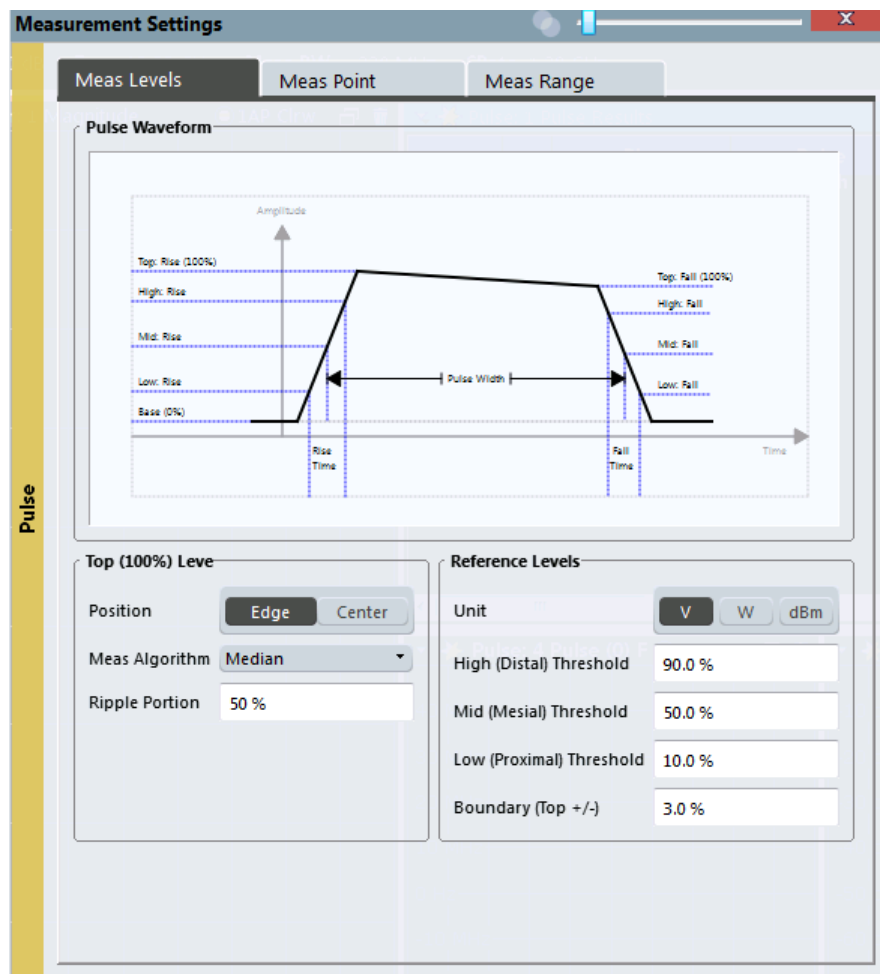 Measurement Settings
X
Meas Levels
Meas Point
Meas Range
Pulse
Pulse Waveform
Amplitude
Top: Rise (100%)
High: Rise
Mid: Rise
Low: Rise
Base (0%)
Top: Fall (100%)
High: Fall
Mid: Fall
Low: Fall
Pulse Width
Rise
Time
Fall
Time
Time
Top (100%) Leve
Position
Edge
Center
Meas Algorithm
Median
Ripple Portion
50 %
Reference Levels
Unit
V
W
dBm
High (Distal) Threshold
90.0 %
Mid (Mesial) Threshold
50.0 %
Low (Proximal) Threshold
10.0 %
Boundary (Top +/-)
3.0 %